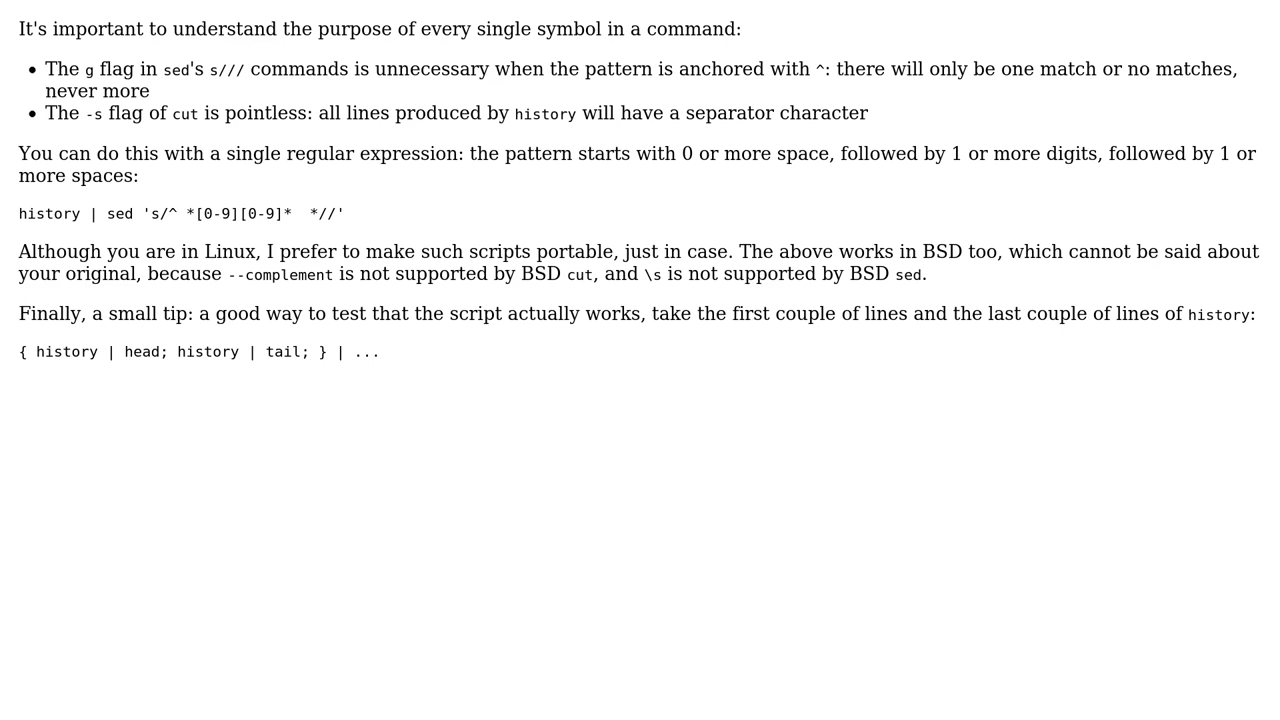 It's important to understand the purpose of every single symbol in a command:
• The g flag in sed's s/// commands is unnecessary when the pattern is anchored with ^: there will only be one match or no matches,
never more
• The -s flag of cut is pointless: all lines produced by history will have a separator character
You can do this with a single regular expression: the pattern starts with 0 or more space, followed by 1 or more digits, followed by 1 or
more spaces:
history | sed 's/^ *[0-9][0-9]*  *//'
Although you are in Linux, I prefer to make such scripts portable, just in case. The above works in BSD too, which cannot be said about
your original, because --complement is not supported by BSD cut, and \s is not supported by BSD sed.
Finally, a small tip: a good way to test that the script actually works, take the first couple of lines and the last couple of lines of history:
{ history | head; history | tail; } | ...